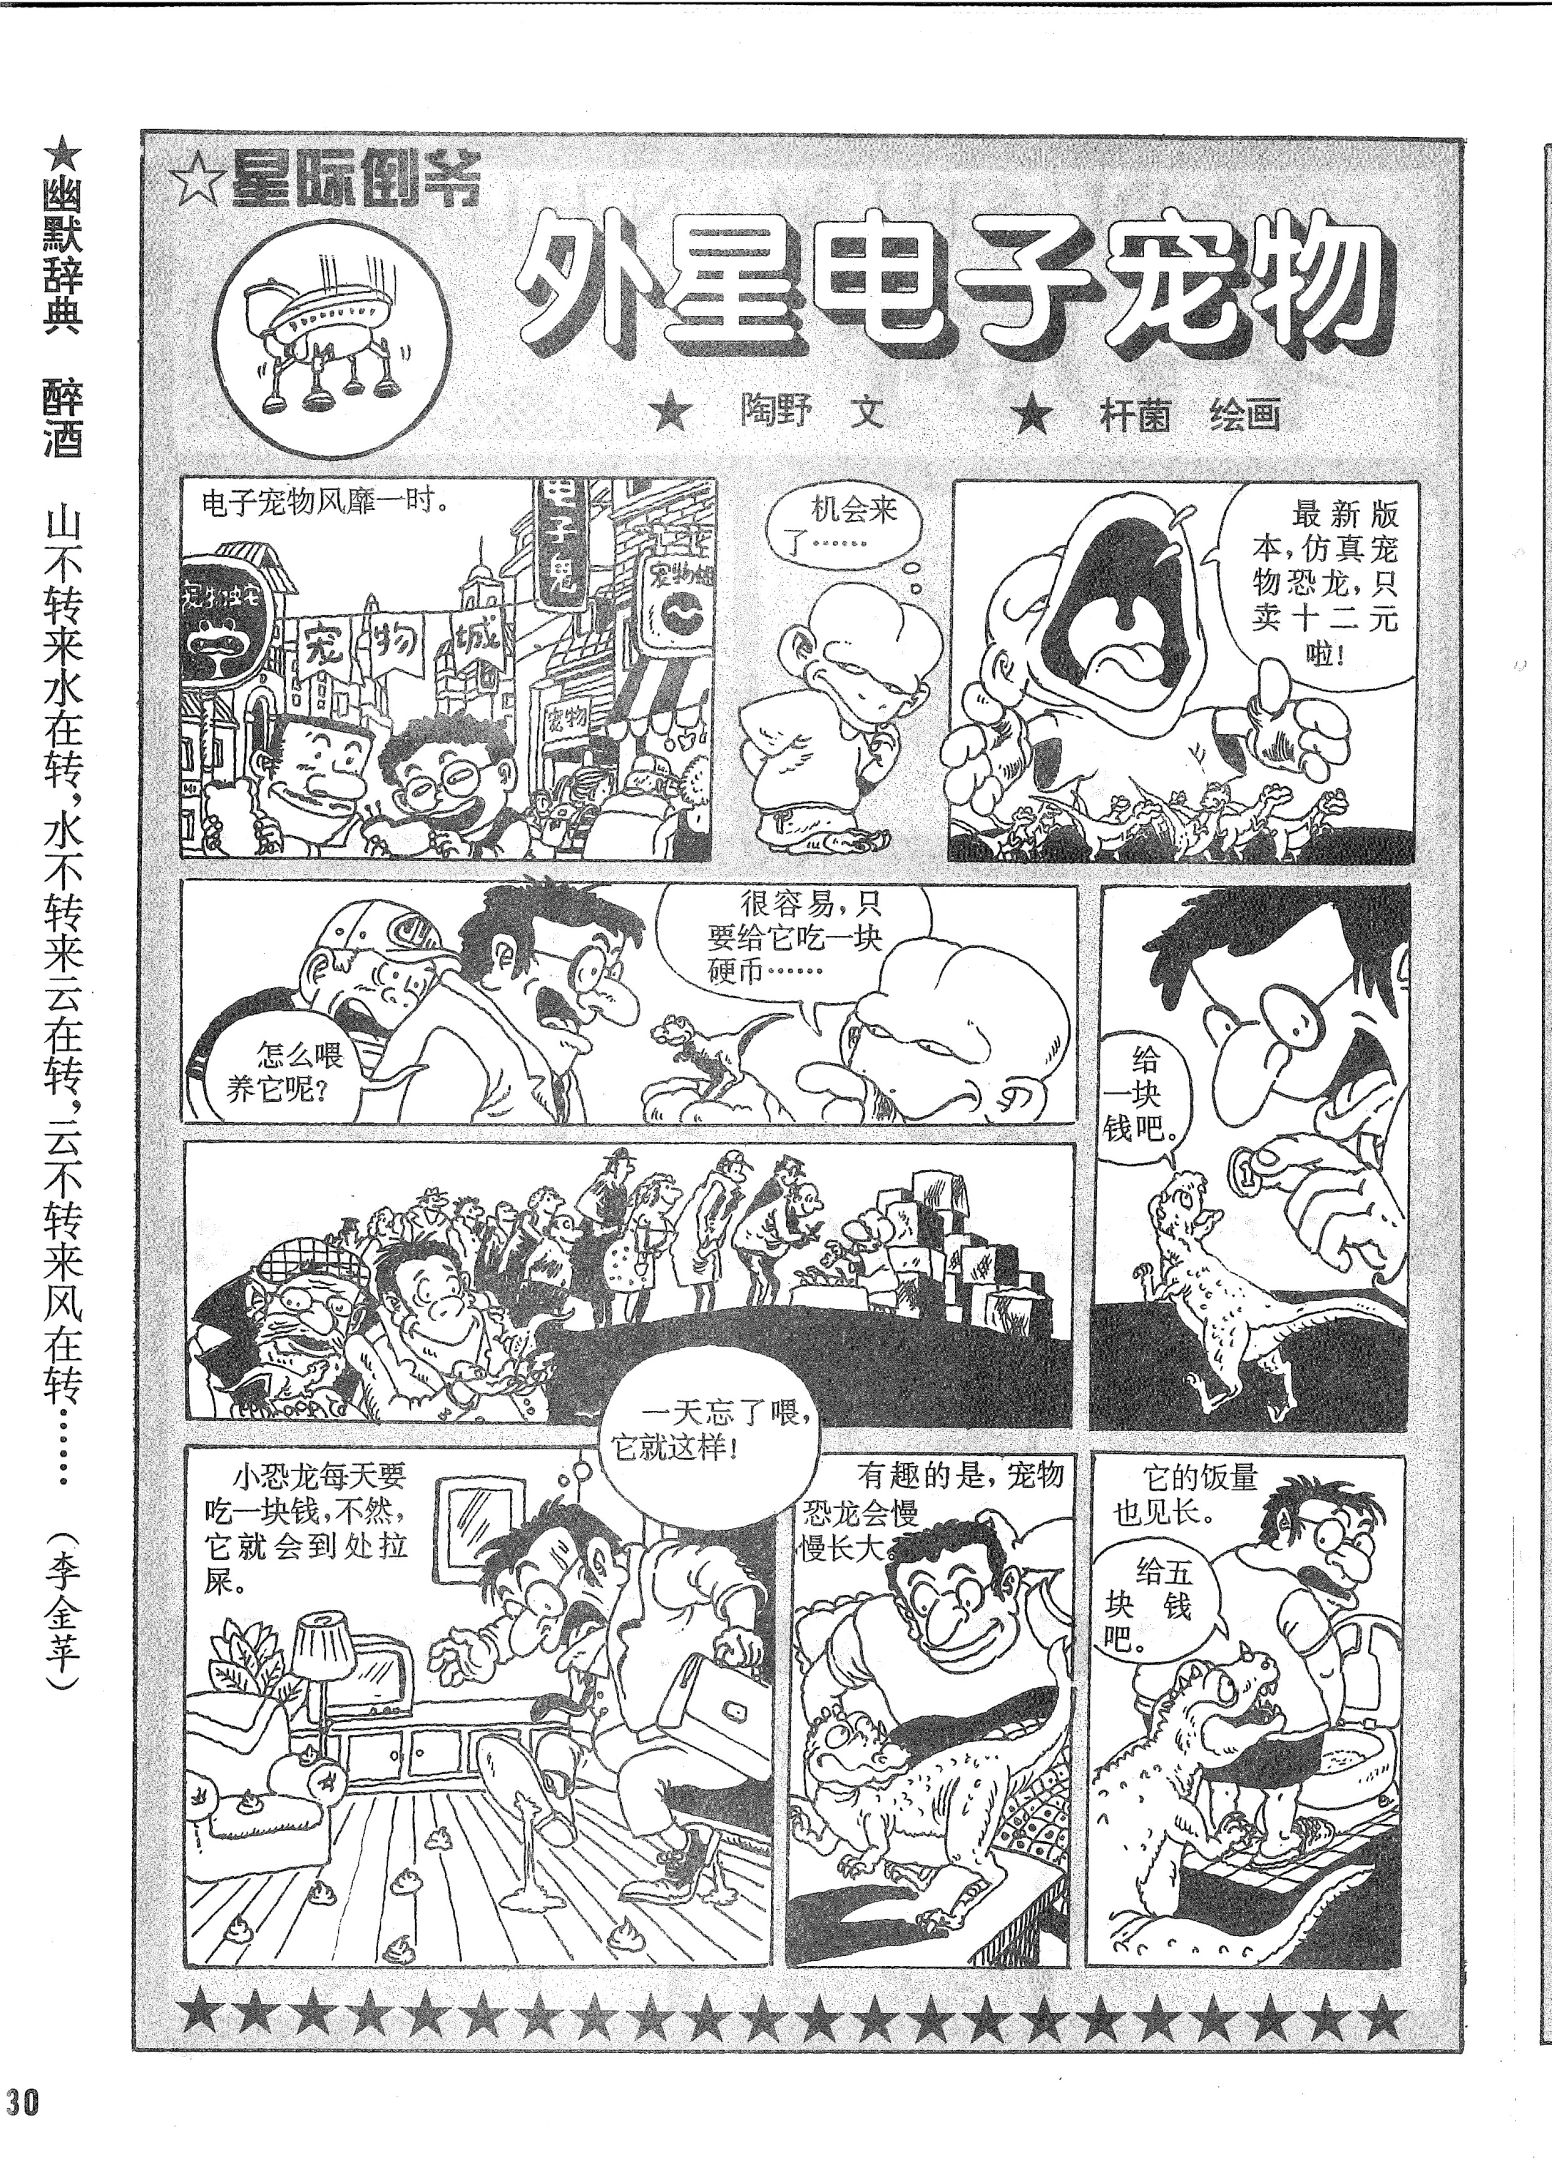 ★幽默辞典　醉酒　山不转来水在转，水不转来云在转，云不转来风在转……　（李金苹）
☆星际倒爷
外星电子宠物
★ 陶野 文 ★ 杆菌 绘画
电子宠物风靡一时。
电子鬼
宠物城
宠物
机会来
了……
最新版
本，仿真宠
物恐龙，只
卖十二元
啦！
怎么喂
养它呢？
很容易，只
要给它吃一块
硬币……
给
一块
钱吧。
一天忘了喂，
它就这样！
小恐龙每天要
吃一块钱，不然，
它就会到处拉
屎。
有趣的是，宠物
恐龙会慢
慢长大。
它的饭量
也见长。
给五
块钱
吧。
30